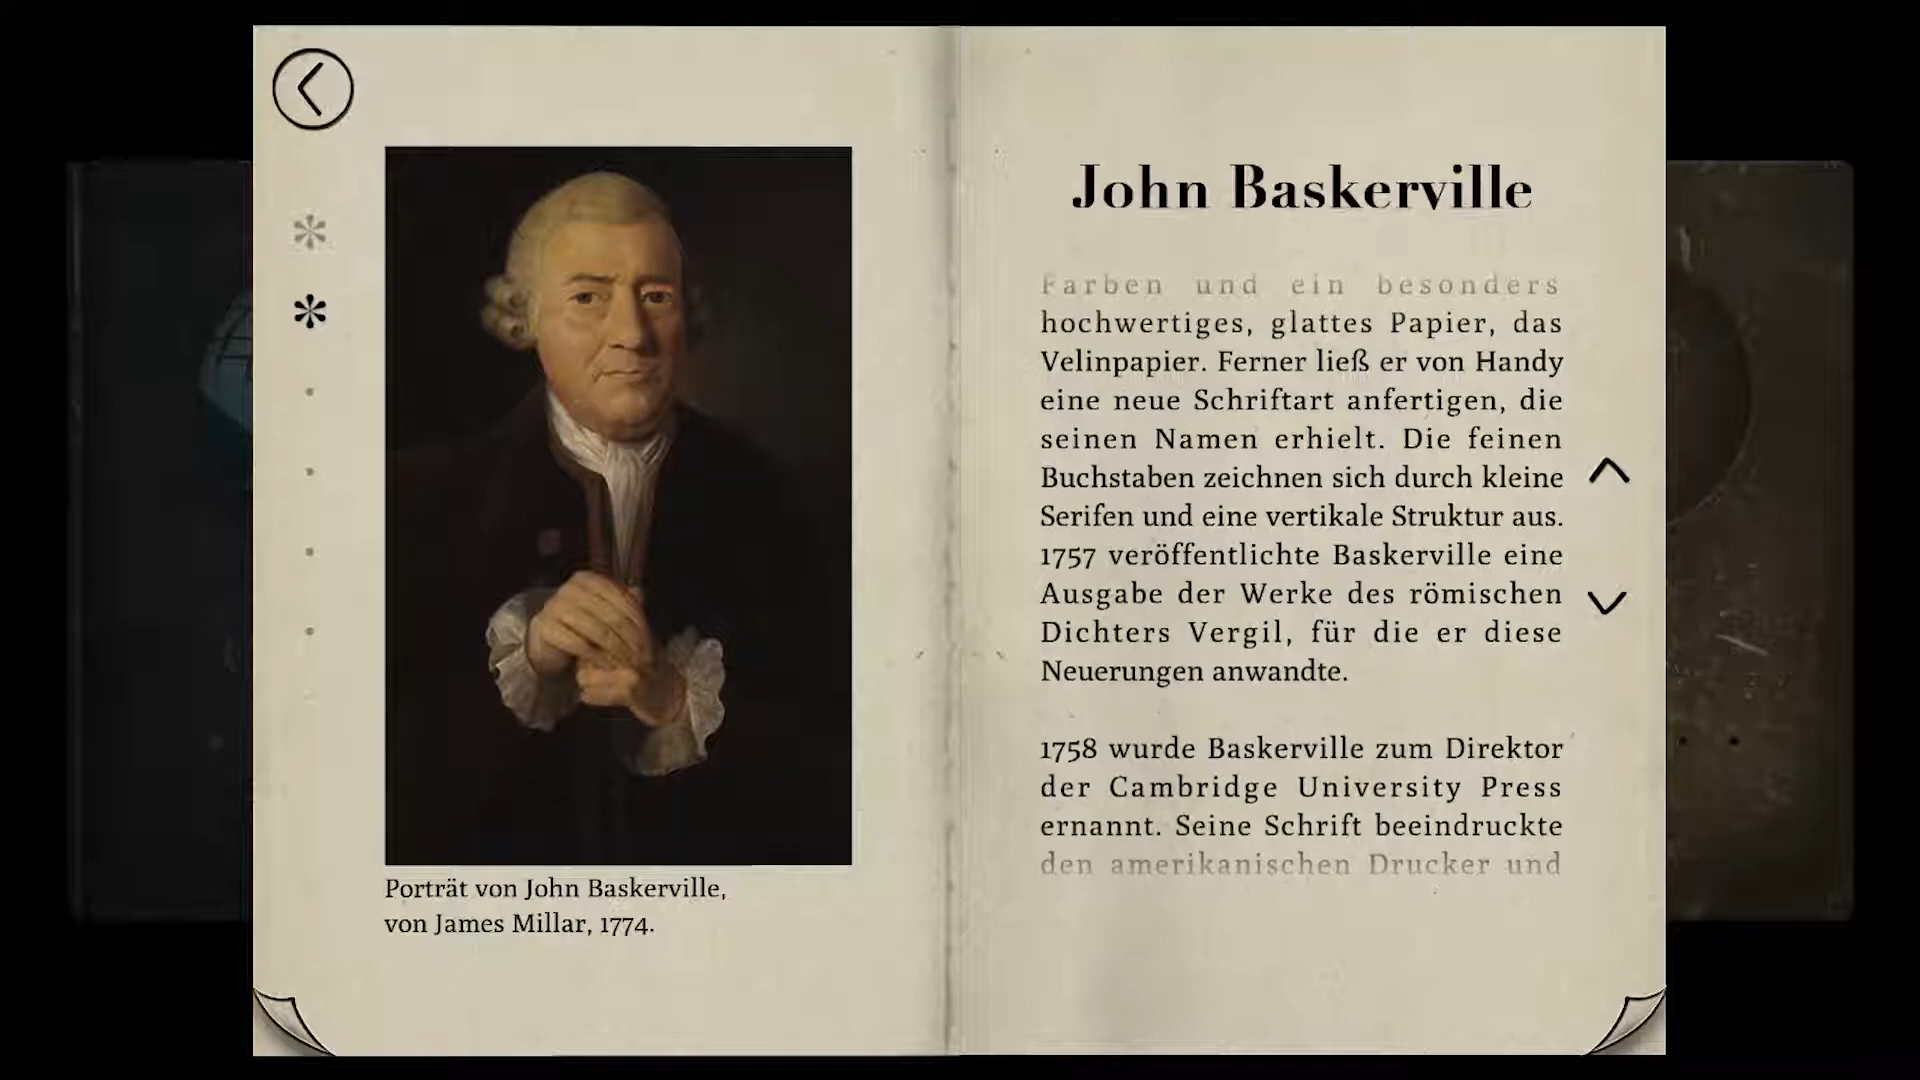 John Baskerville
Farben und ein besonders
hochwertiges, glattes Papier, das
Velinpapier. Ferner ließ er von Handy
eine neue Schriftart anfertigen, die
seinen Namen erhielt. Die feinen
Buchstaben zeichnen sich durch kleine
Serifen und eine vertikale Struktur aus.
1757 veröffentlichte Baskerville eine
Ausgabe der Werke des römischen
Dichters Vergil, für die er diese
Neuerungen anwandte.
1758 wurde Baskerville zum Direktor
der Cambridge University Press
ernannt. Seine Schrift beeindruckte
den amerikanischen Drucker und
Porträt von John Baskerville,
von James Millar, 1774.